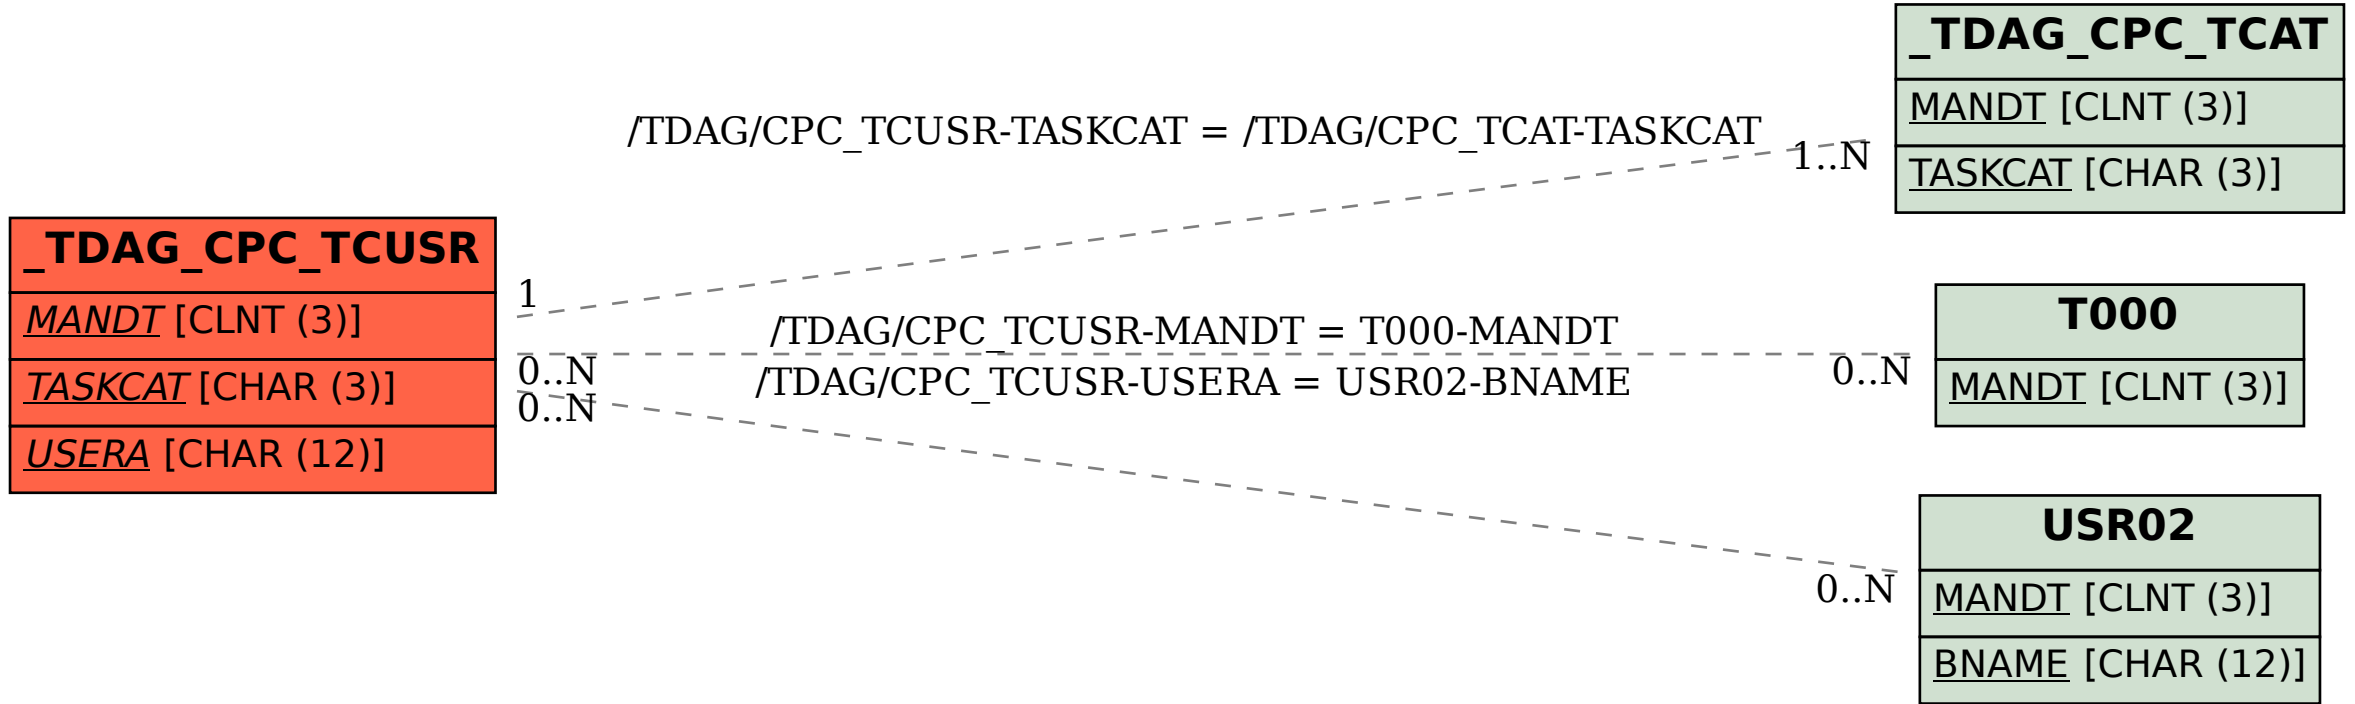 _TDAG_CPC_TCAT
MANDT [CLNT (3)]
TASKCAT [CHAR (3)]
/TDAG/CPC_TCUSR-TASKCAT = /TDAG/CPC_TCAT-TASKCAT
1..N
_TDAG_CPC_TCUSR
MANDT [CLNT (3)]
TASKCAT [CHAR (3)]
USERA [CHAR (12)]
1
/TDAG/CPC_TCUSR-MANDT = T000-MANDT
0..N
0..N
/TDAG/CPC_TCUSR-USERA = USR02-BNAME
0..N
0..N
T000
MANDT [CLNT (3)]
USR02
MANDT [CLNT (3)]
BNAME [CHAR (12)]